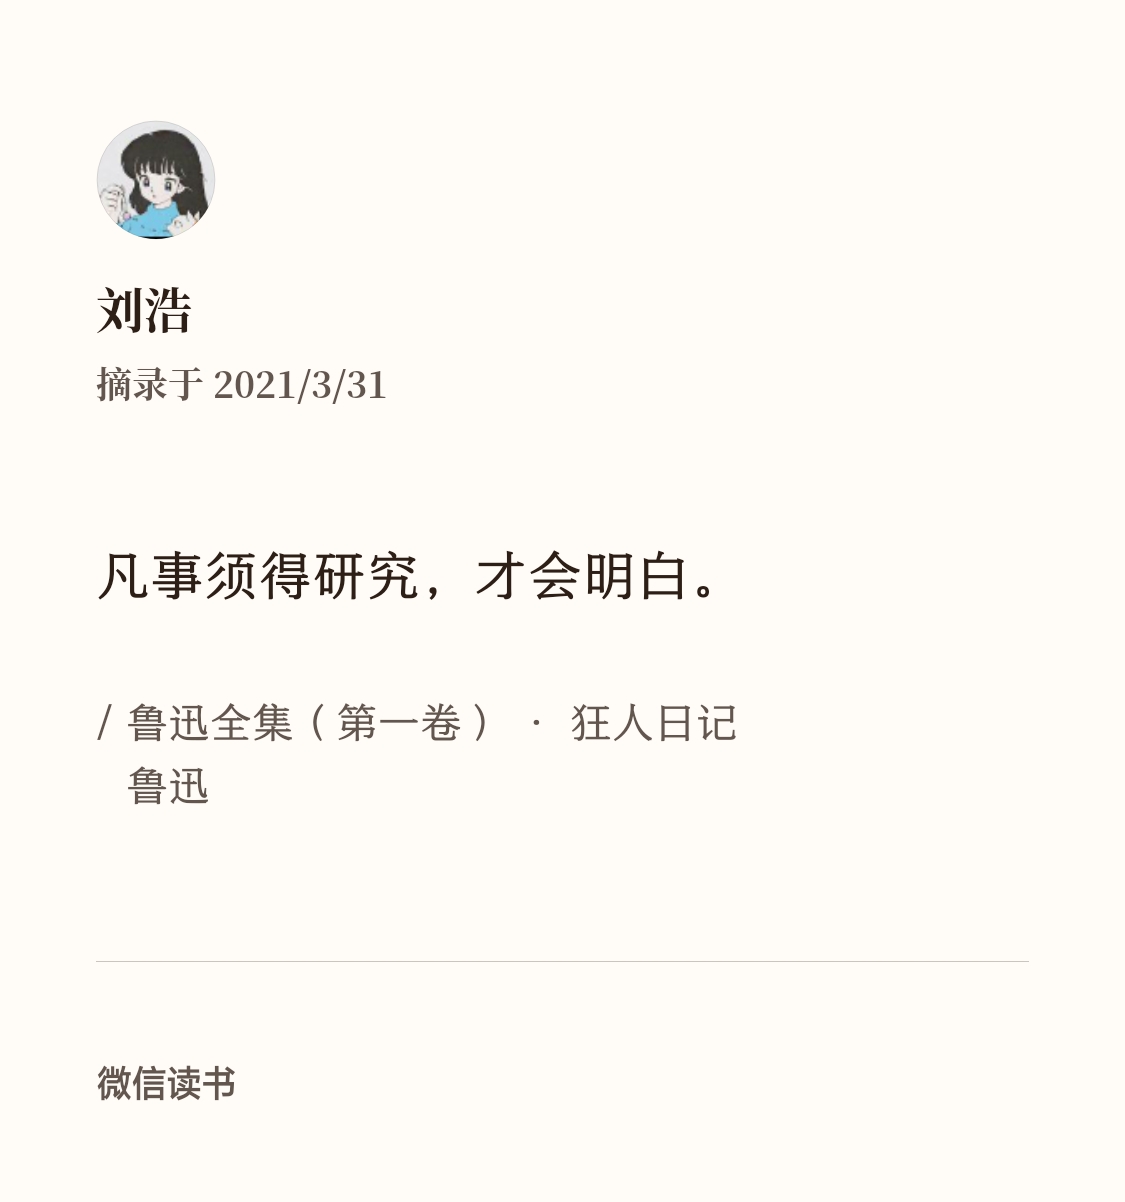 刘浩
摘录于 2021/3/31
凡事须得研究，才会明白。
/ 鲁迅全集（第一卷） · 狂人日记
鲁迅
微信读书